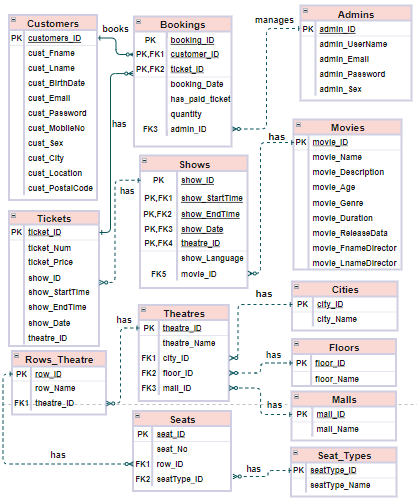 Customers
PK customers_ID
cust_Fname
cust_Lname
cust_BirthDate
cust_Email
cust_Password
cust_MobileNo
cust_Sex
cust_City
cust_Location
cust_PostalCode
books
has
Bookings
PK booking_ID
PK,FK1 customer_ID
PK,FK2 ticket_ID
booking_Date
has_paid_ticket
quantity
FK3 admin_ID
manages
Admins
PK admin_ID
admin_UserName
admin_Email
admin_Password
admin_Sex
has
Movies
PK movie_ID
movie_Name
movie_Description
movie_Age
movie_Genre
movie_Duration
movie_ReleaseData
movie_FnameDirector
movie_LnameDirector
Shows
PK show_ID
PK,FK1 show_StartTime
PK,FK2 show_EndTime
PK,FK3 show_Date
PK,FK4 theatre_ID
show_Language
FK5 movie_ID
has
Tickets
PK ticket_ID
ticket_Num
ticket_Price
show_ID
show_StartTime
show_EndTime
show_Date
theatre_ID
Theatres
PK theatre_ID
theatre_Name
FK1 city_ID
FK2 floor_ID
FK3 mall_ID
has
Cities
PK city_ID
city_Name
has
Floors
PK floor_ID
floor_Name
has
Malls
PK mall_ID
mall_Name
has
Rows_Theatre
PK row_ID
row_Name
FK1 theatre_ID
has
Seats
PK seat_ID
seat_No
FK1 row_ID
FK2 seatType_ID
has
Seat_Types
PK seatType_ID
seatType_Name